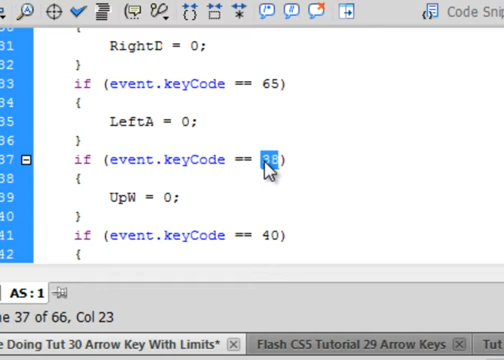 Code Snip
{
31 RightD = 0;
32 }
33 if (event.keyCode == 65)
34 {
35 LeftA = 0;
36 }
37 if (event.keyCode == 38)
38 {
39 UpW = 0;
40 }
41 if (event.keyCode == 40)
42 {
AS:1
ne 37 of 66, Col 23
e Doing Tut 30 Arrow Key With Limits* Flash CS5 Tutorial 29 Arrow Keys Tut